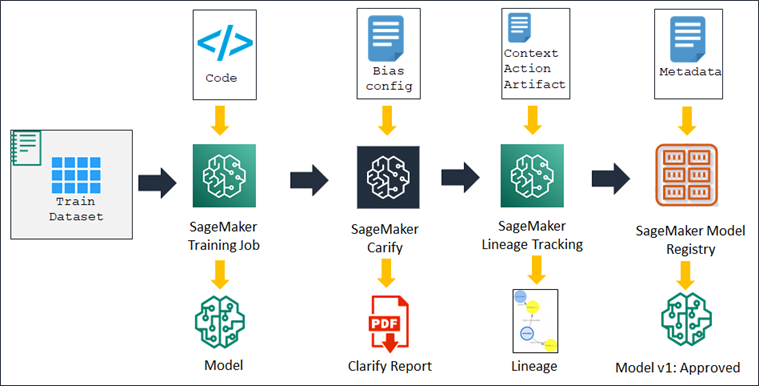 Code
Bias
config
Context
Action
Artifact
Metadata
Train
Dataset
SageMaker
Training Job
SageMaker
Carify
SageMaker
Lineage Tracking
SageMaker Model
Registry
Model
PDF
Clarify Report
Lineage
Model v1: Approved